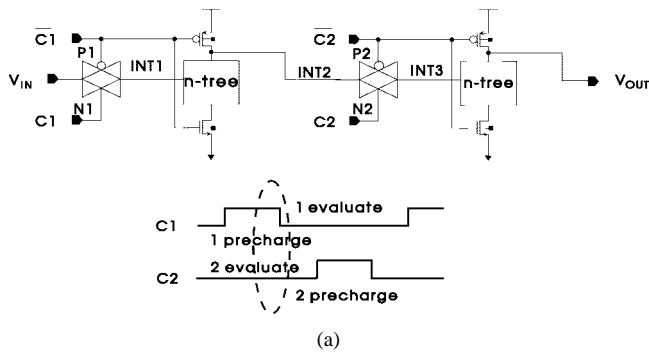 C1 P1 C2 P2
V_IN INT1 n-tree INT2 INT3 n-tree V_OUT
N1 N2
C1 C2
1 evaluate
C1
1 precharge
2 evaluate
C2
2 precharge
(a)